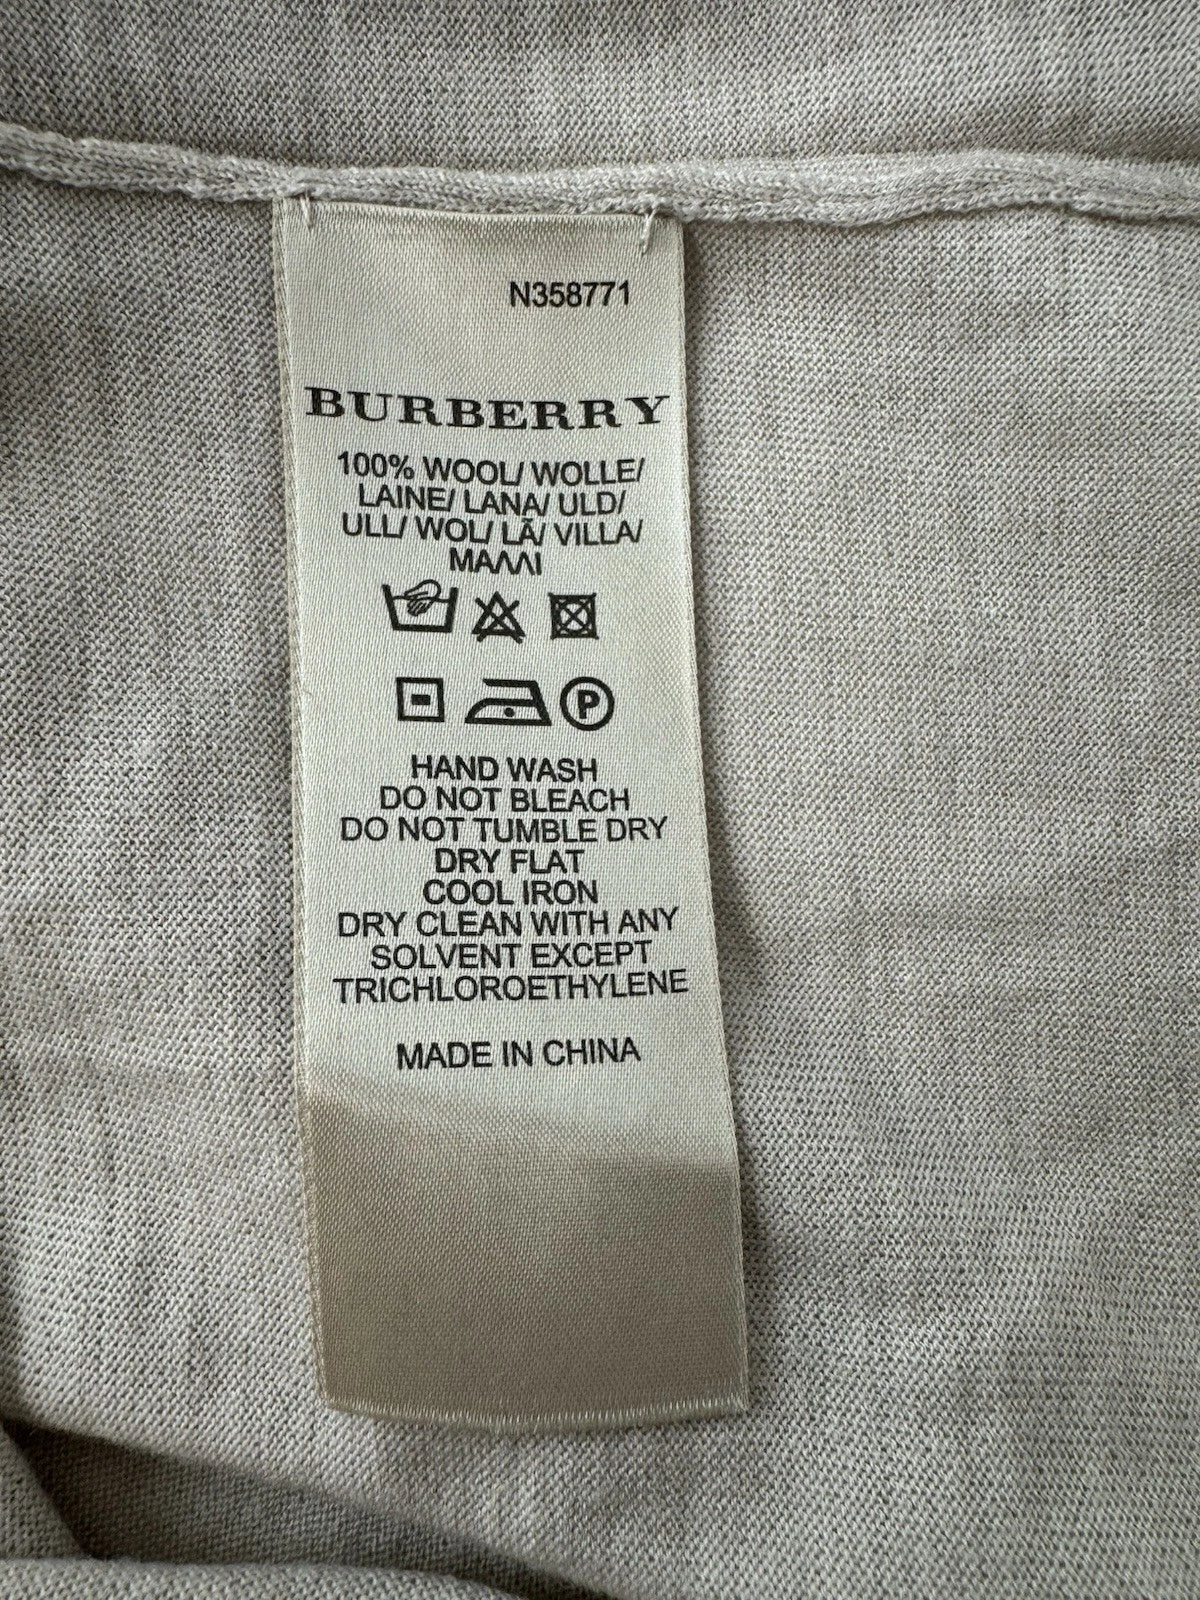 N358771
BURBERRY
100% WOOL/ WOLLE/
LAINE/ LANA/ ULD/
ULL/ WOL/ LÃ/ VILLA/
ΜΑΛΛΙ
P
HAND WASH
DO NOT BLEACH
DO NOT TUMBLE DRY
DRY FLAT
COOL IRON
DRY CLEAN WITH ANY
SOLVENT EXCEPT
TRICHLOROETHYLENE
MADE IN CHINA